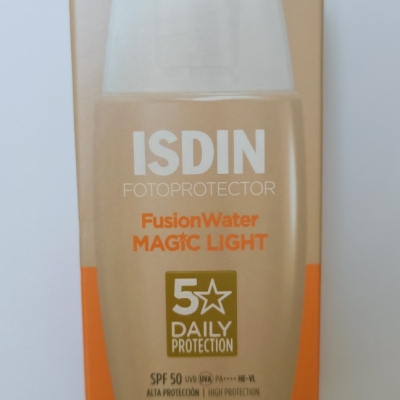 ISDIN
FOTOPROTECTOR
FusionWater
MAGIC LIGHT
5☆
DAILY
PROTECTION
SPF 50 UVB UVA PA++++ HE-VL
ALTA PROTECCIÓN | HIGH PROTECTION